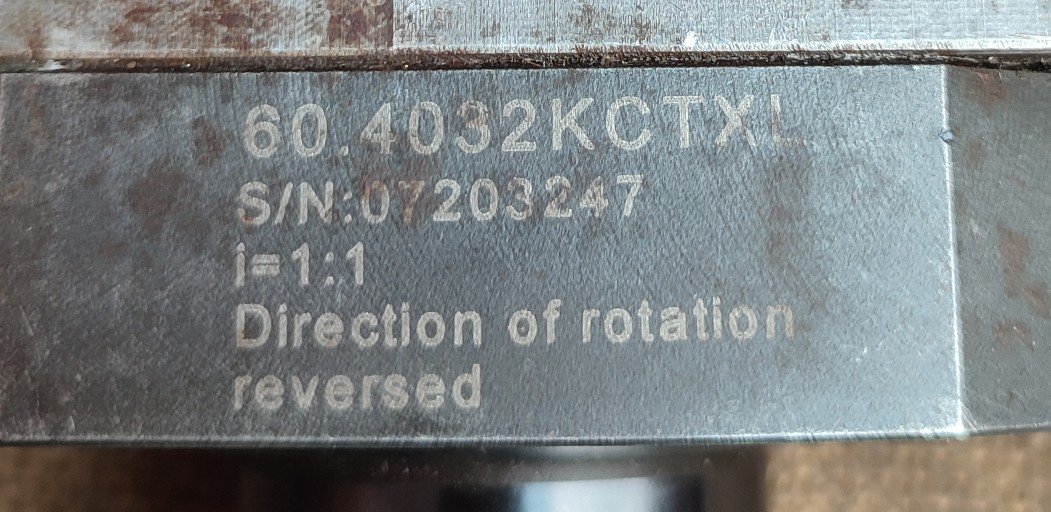 60.4032KCTXL
S/N:07203247
i=1:1
Direction of rotation
reversed